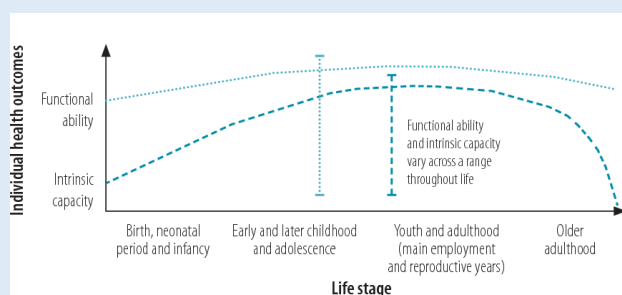 Individual health outcomes
Functional
ability
Intrinsic
capacity
Functional ability
and intrinsic capacity
vary across a range
throughout life
Birth, neonatal
period and infancy
Early and later childhood
and adolescence
Youth and adulthood
(main employment
and reproductive years)
Older
adulthood
Life stage